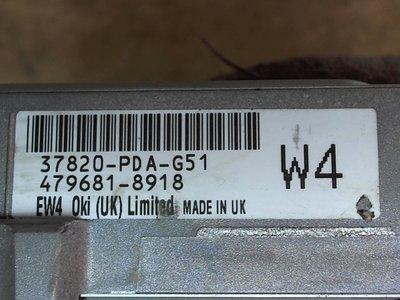 37820-PDA-G51
479681-8918
W4
EW4 Oki (UK) Limited MADE IN UK